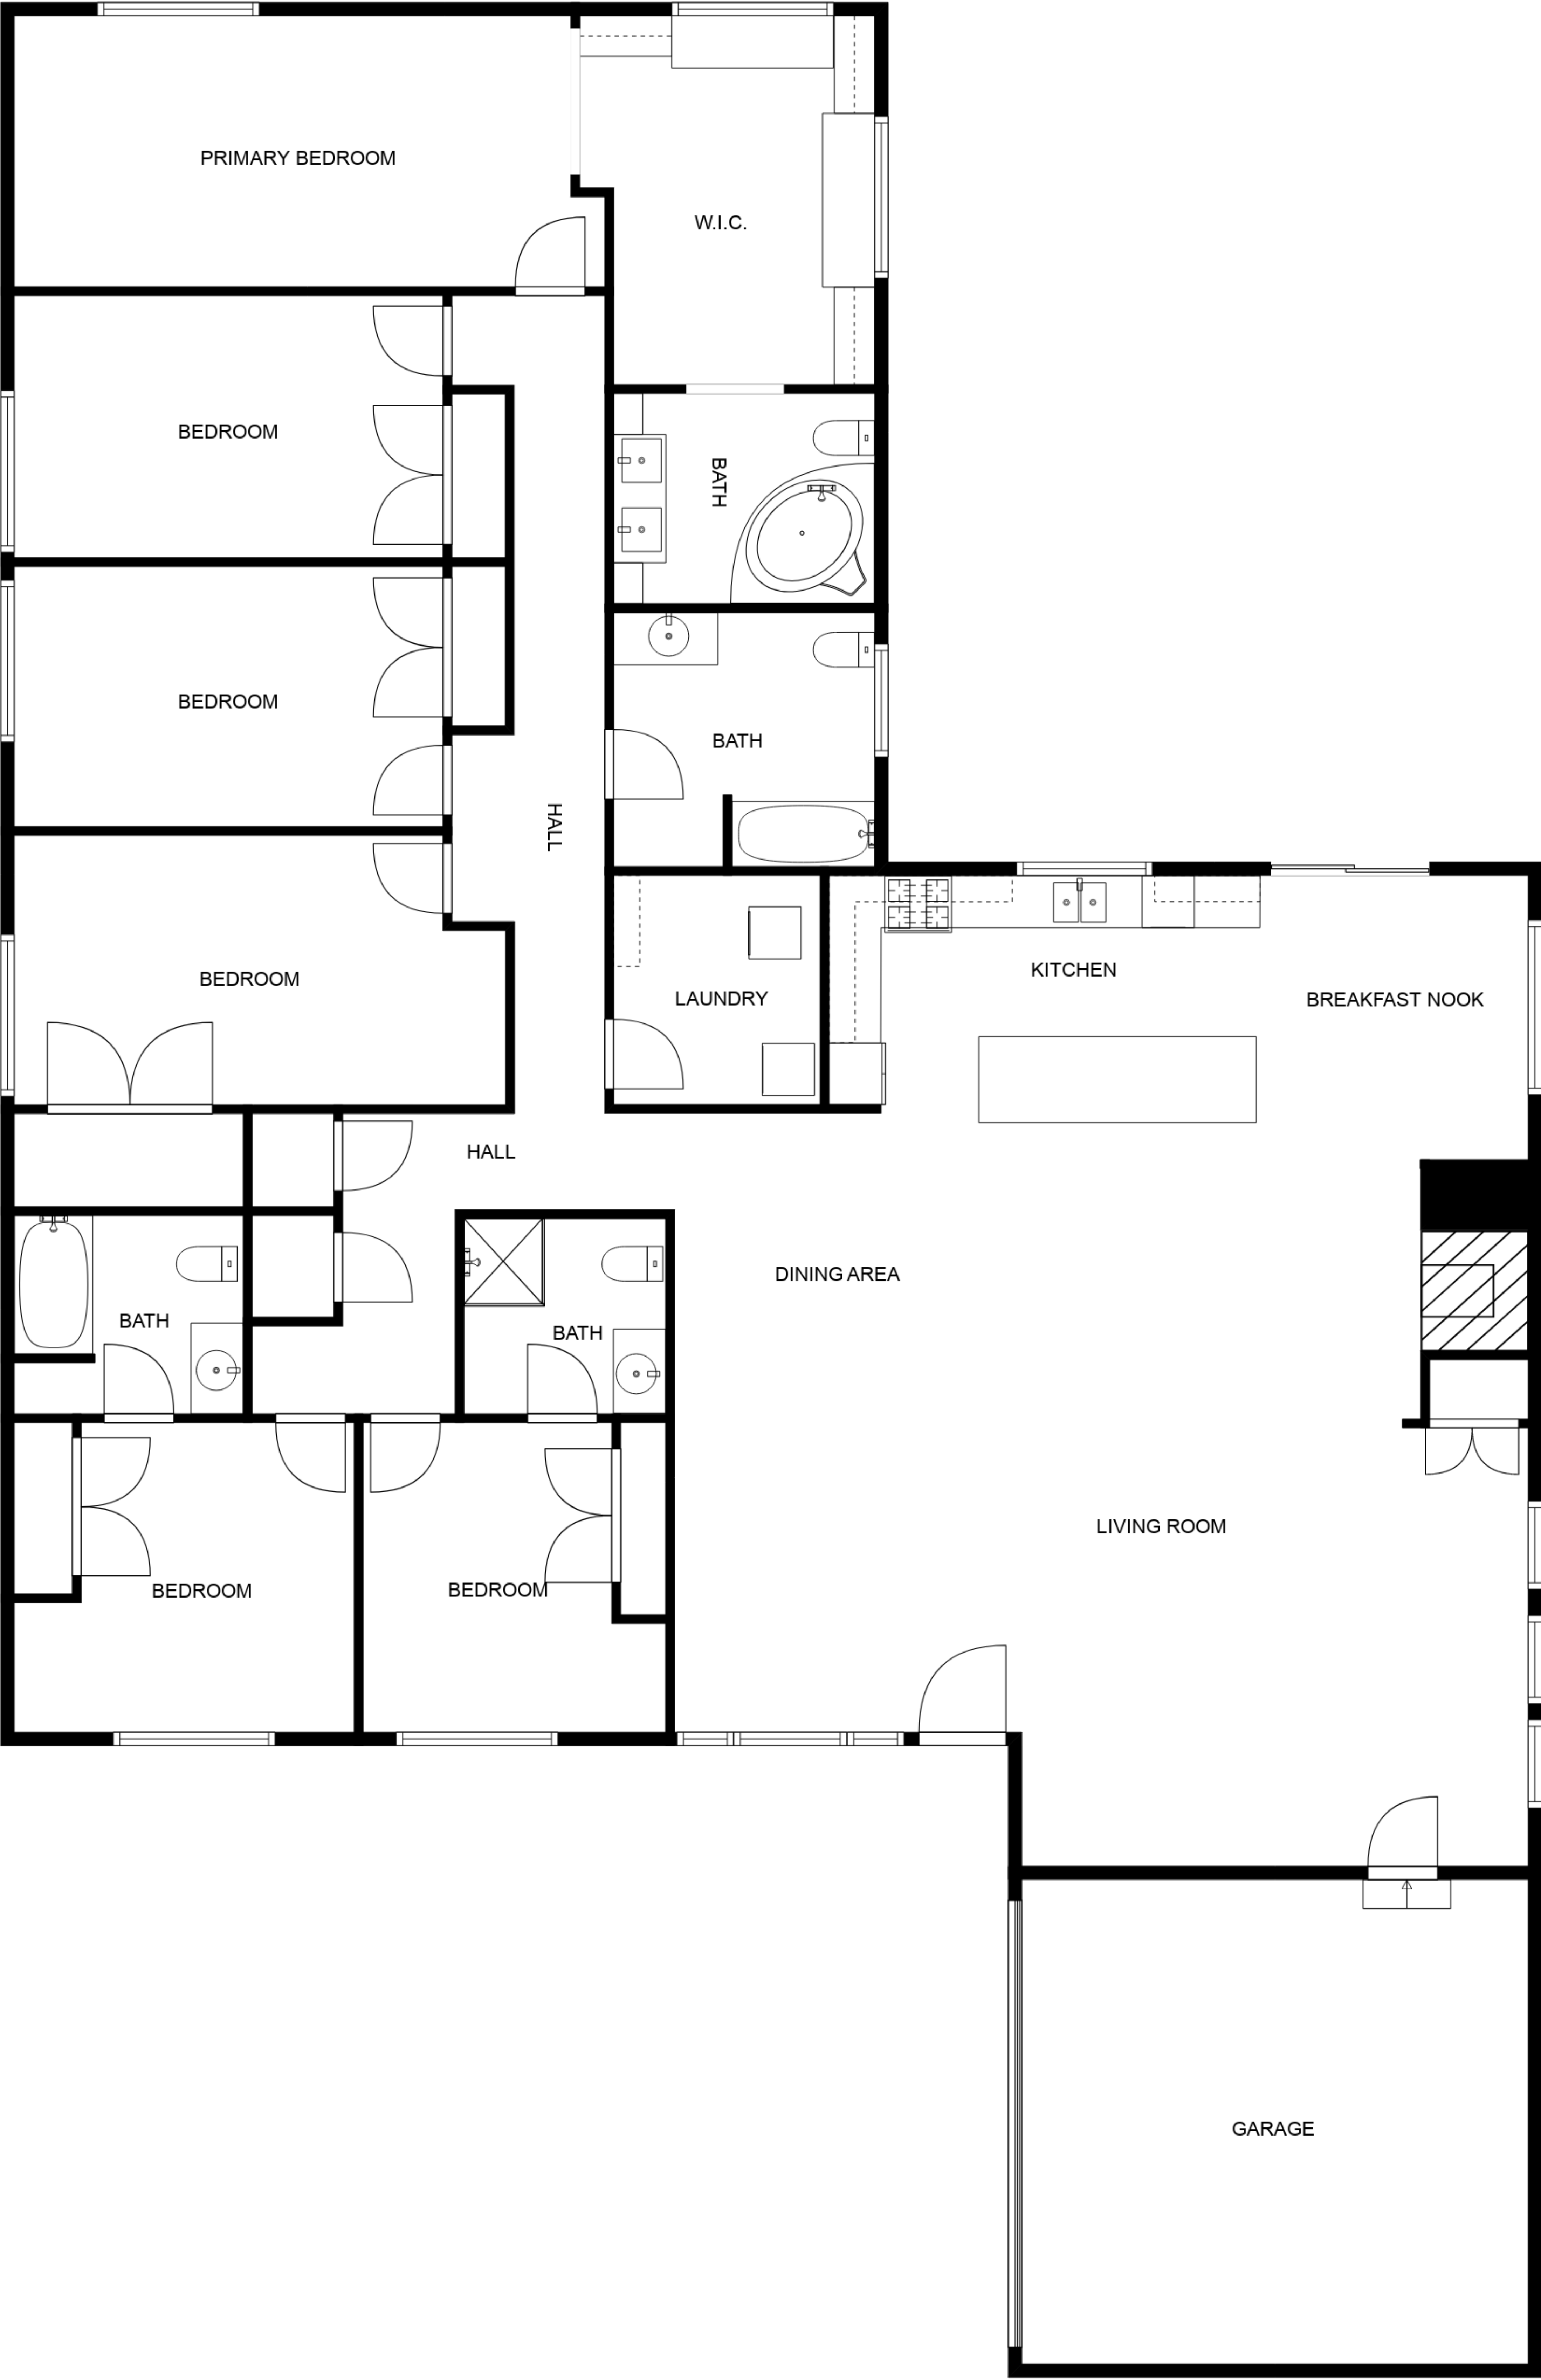 PRIMARY BEDROOM
W.I.C.
BEDROOM
BATH
BEDROOM
BATH
HALL
BEDROOM
LAUNDRY
KITCHEN
BREAKFAST NOOK
HALL
DINING AREA
BATH
BATH
LIVING ROOM
BEDROOM
BEDROOM
GARAGE